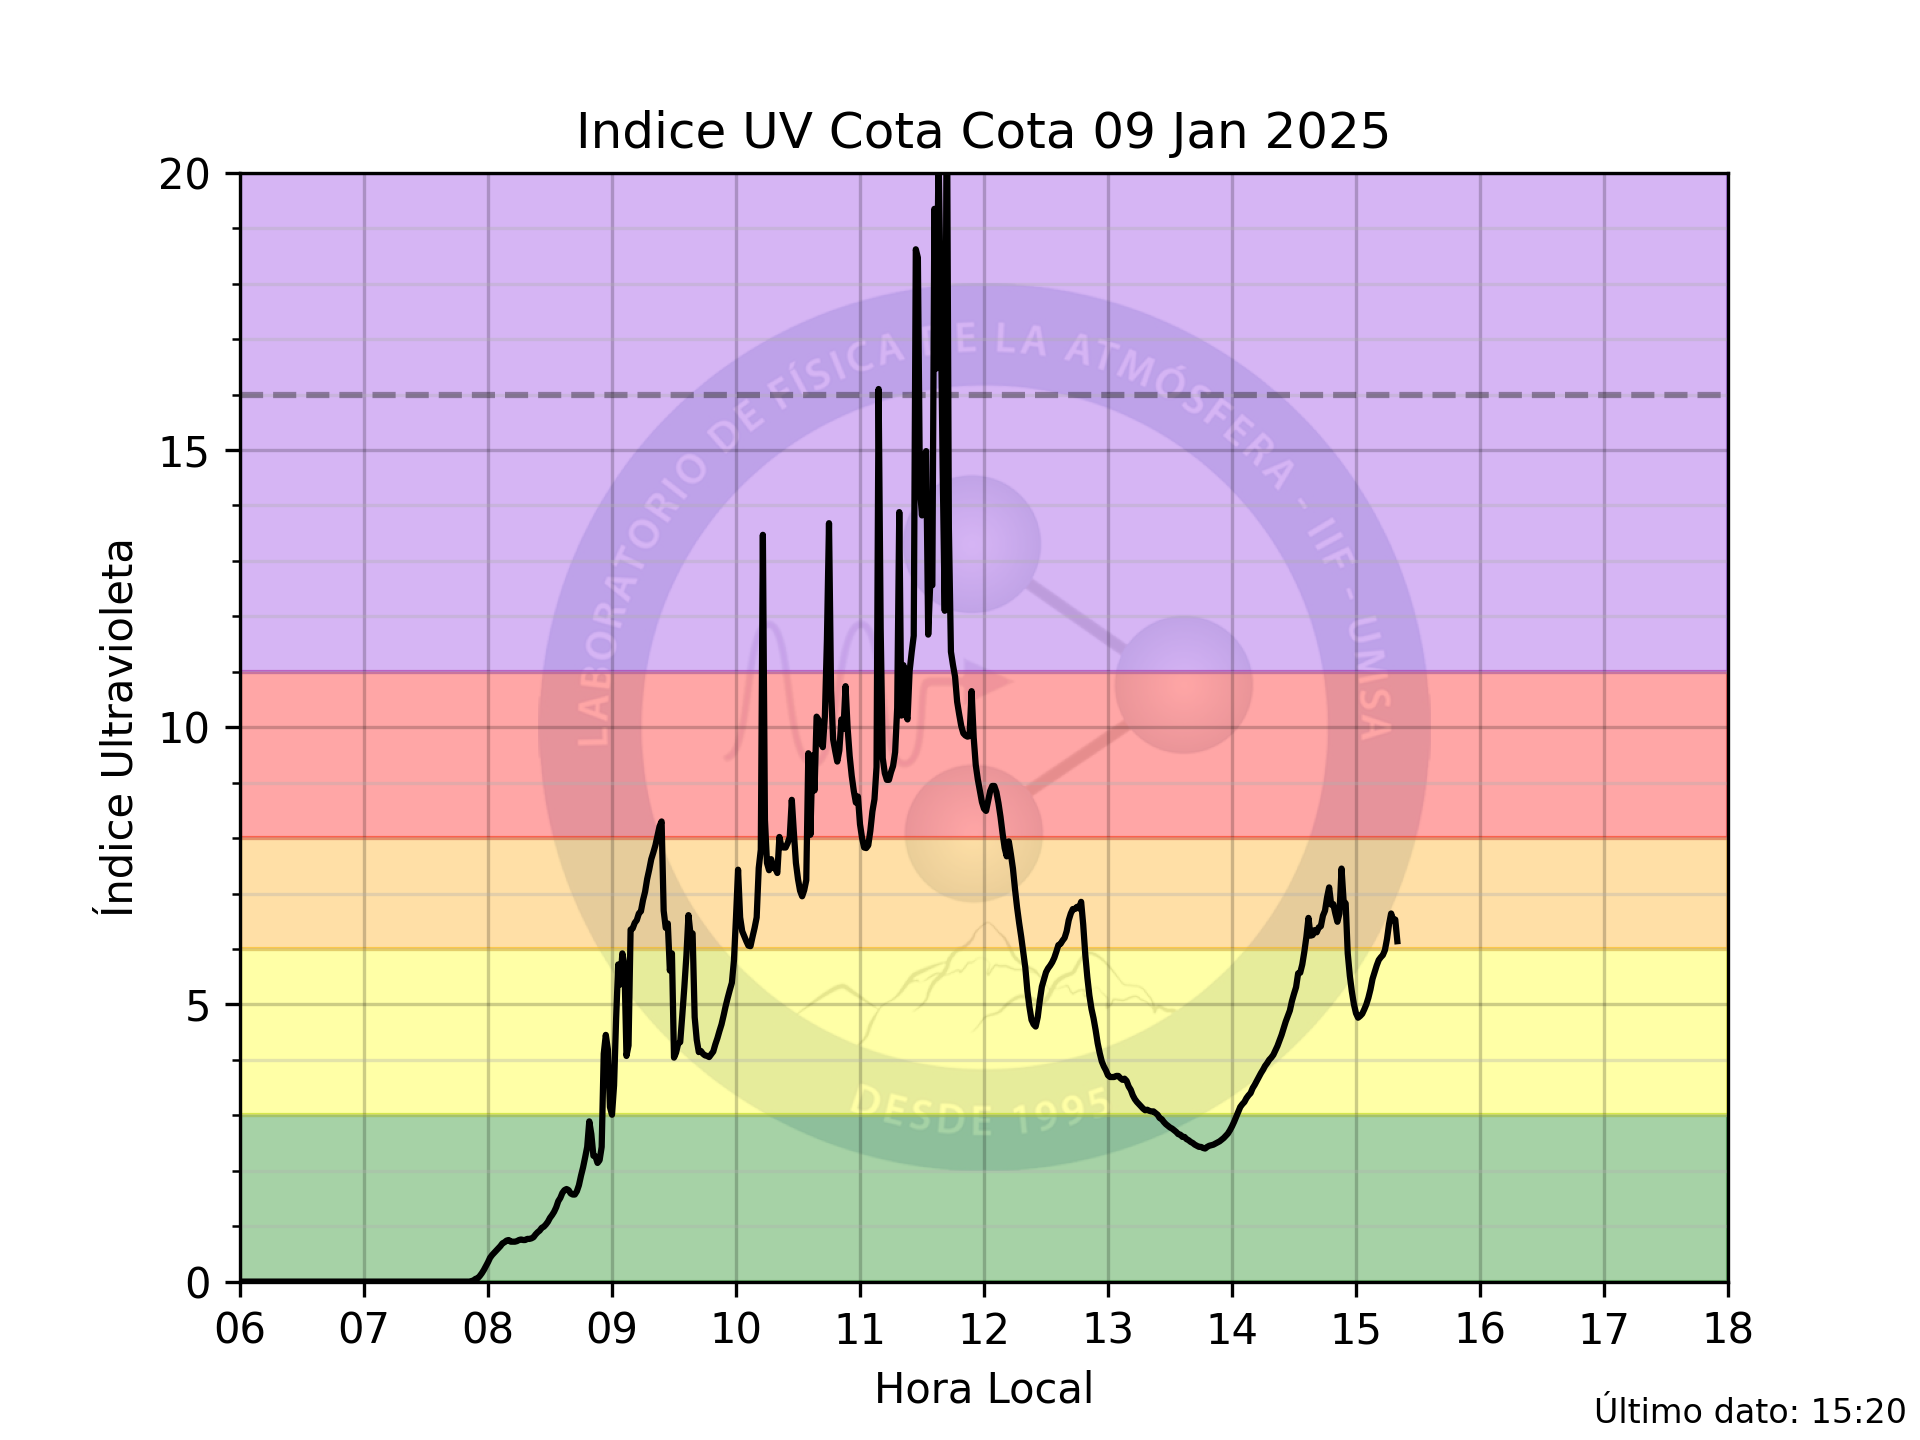 Indice UV Cota Cota 09 Jan 2025
20
15
10
5
0
Índice Ultravioleta
LABORATORIO DE FÍSICA DE LA ATMÓSFERA - IIF - UMSA
DESDE 1995
06 07 08 09 10 11 12 13 14 15 16 17 18
Hora Local
Último dato: 15:20